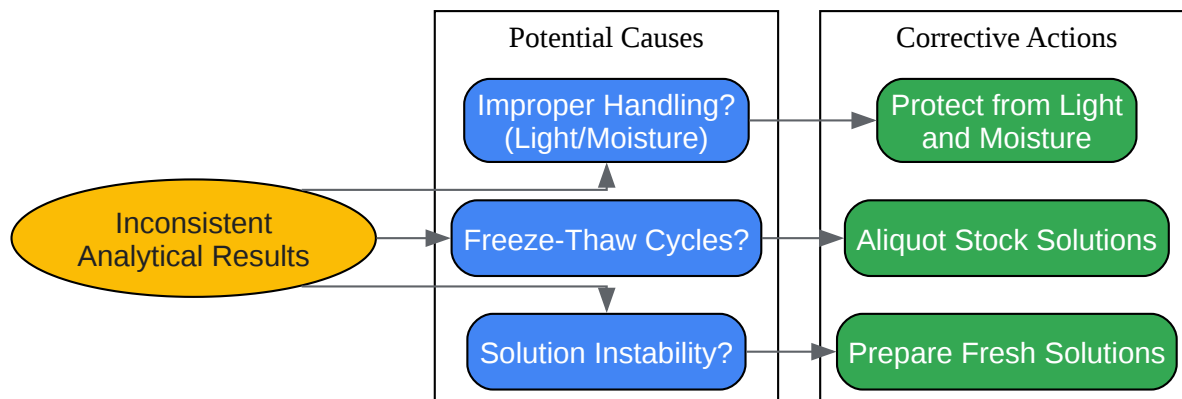 Potential Causes
Corrective Actions
Improper Handling?
(Light/Moisture)
Protect from Light
and Moisture
Inconsistent
Analytical Results
Freeze-Thaw Cycles?
Aliquot Stock Solutions
Solution Instability?
Prepare Fresh Solutions